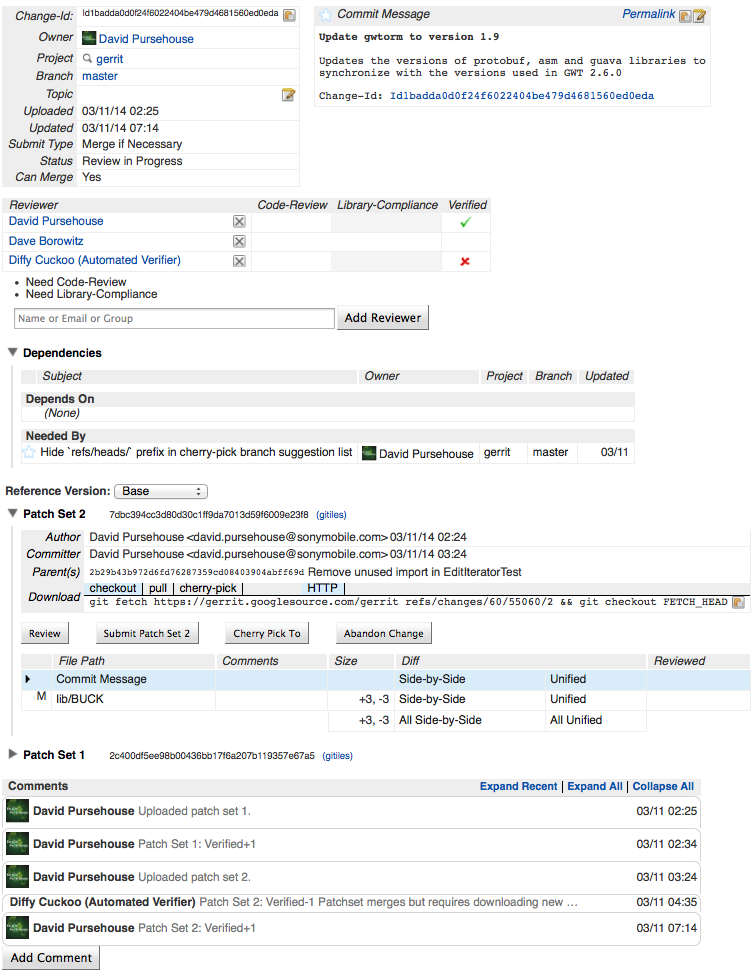 Change-Id: Id1badda0d0f24f6022404be479d4681560ed0eda
Owner David Pursehouse
Project gerrit
Branch master
Topic
Uploaded 03/11/14 02:25
Updated 03/11/14 07:14
Submit Type Merge if Necessary
Status Review in Progress
Can Merge Yes
Commit Message Permalink
Update gwtorm to version 1.9
Updates the versions of protobuf, asm and guava libraries to
synchronize with the versions used in GWT 2.6.0
Change-Id: Id1badda0d0f24f6022404be479d4681560ed0eda
Reviewer Code-Review Library-Compliance Verified
David Pursehouse
Dave Borowitz
Diffy Cuckoo (Automated Verifier)
• Need Code-Review
• Need Library-Compliance
Name or Email or Group Add Reviewer
Dependencies
Subject Owner Project Branch Updated
Depends On
(None)
Needed By
Hide `refs/heads/` prefix in cherry-pick branch suggestion list David Pursehouse gerrit master 03/11
Reference Version: Base
Patch Set 2 7dbc394cc3d80d30c1ff9da7013d59f6009e23f8 (gitiles)
Author David Pursehouse <david.pursehouse@sonymobile.com> 03/11/14 02:24
Committer David Pursehouse <david.pursehouse@sonymobile.com> 03/11/14 03:24
Parent(s) 2b29b43b972d6fd76287359cd08403904abff69d Remove unused import in EditIteratorTest
Download checkout | pull | cherry-pick | HTTP |
git fetch https://gerrit.googlesource.com/gerrit refs/changes/60/55060/2 && git checkout FETCH_HEAD
Review Submit Patch Set 2 Cherry Pick To Abandon Change
File Path Comments Size Diff Reviewed
Commit Message Side-by-Side Unified
M lib/BUCK +3, -3 Side-by-Side Unified
+3, -3 All Side-by-Side All Unified
Patch Set 1 2c400df5ee98b00436bb17f6a207b119357e67a5 (gitiles)
Comments Expand Recent | Expand All | Collapse All
David Pursehouse Uploaded patch set 1. 03/11 02:25
David Pursehouse Patch Set 1: Verified+1 03/11 02:34
David Pursehouse Uploaded patch set 2. 03/11 03:24
Diffy Cuckoo (Automated Verifier) Patch Set 2: Verified-1 Patchset merges but requires downloading new … 03/11 04:35
David Pursehouse Patch Set 2: Verified+1 03/11 07:14
Add Comment